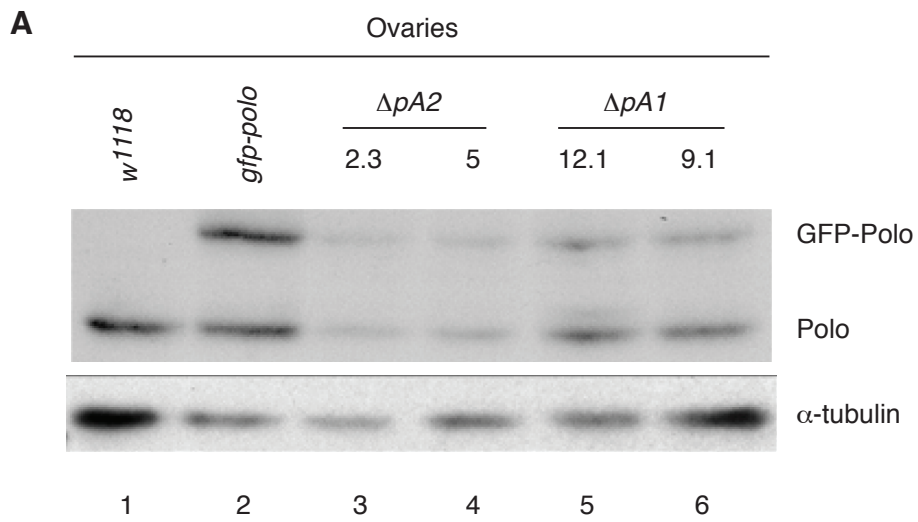 A
Ovaries
w1118
gfp-polo
ΔpA2
ΔpA1
2.3
5
12.1
9.1
GFP-Polo
Polo
α-tubulin
1 2 3 4 5 6